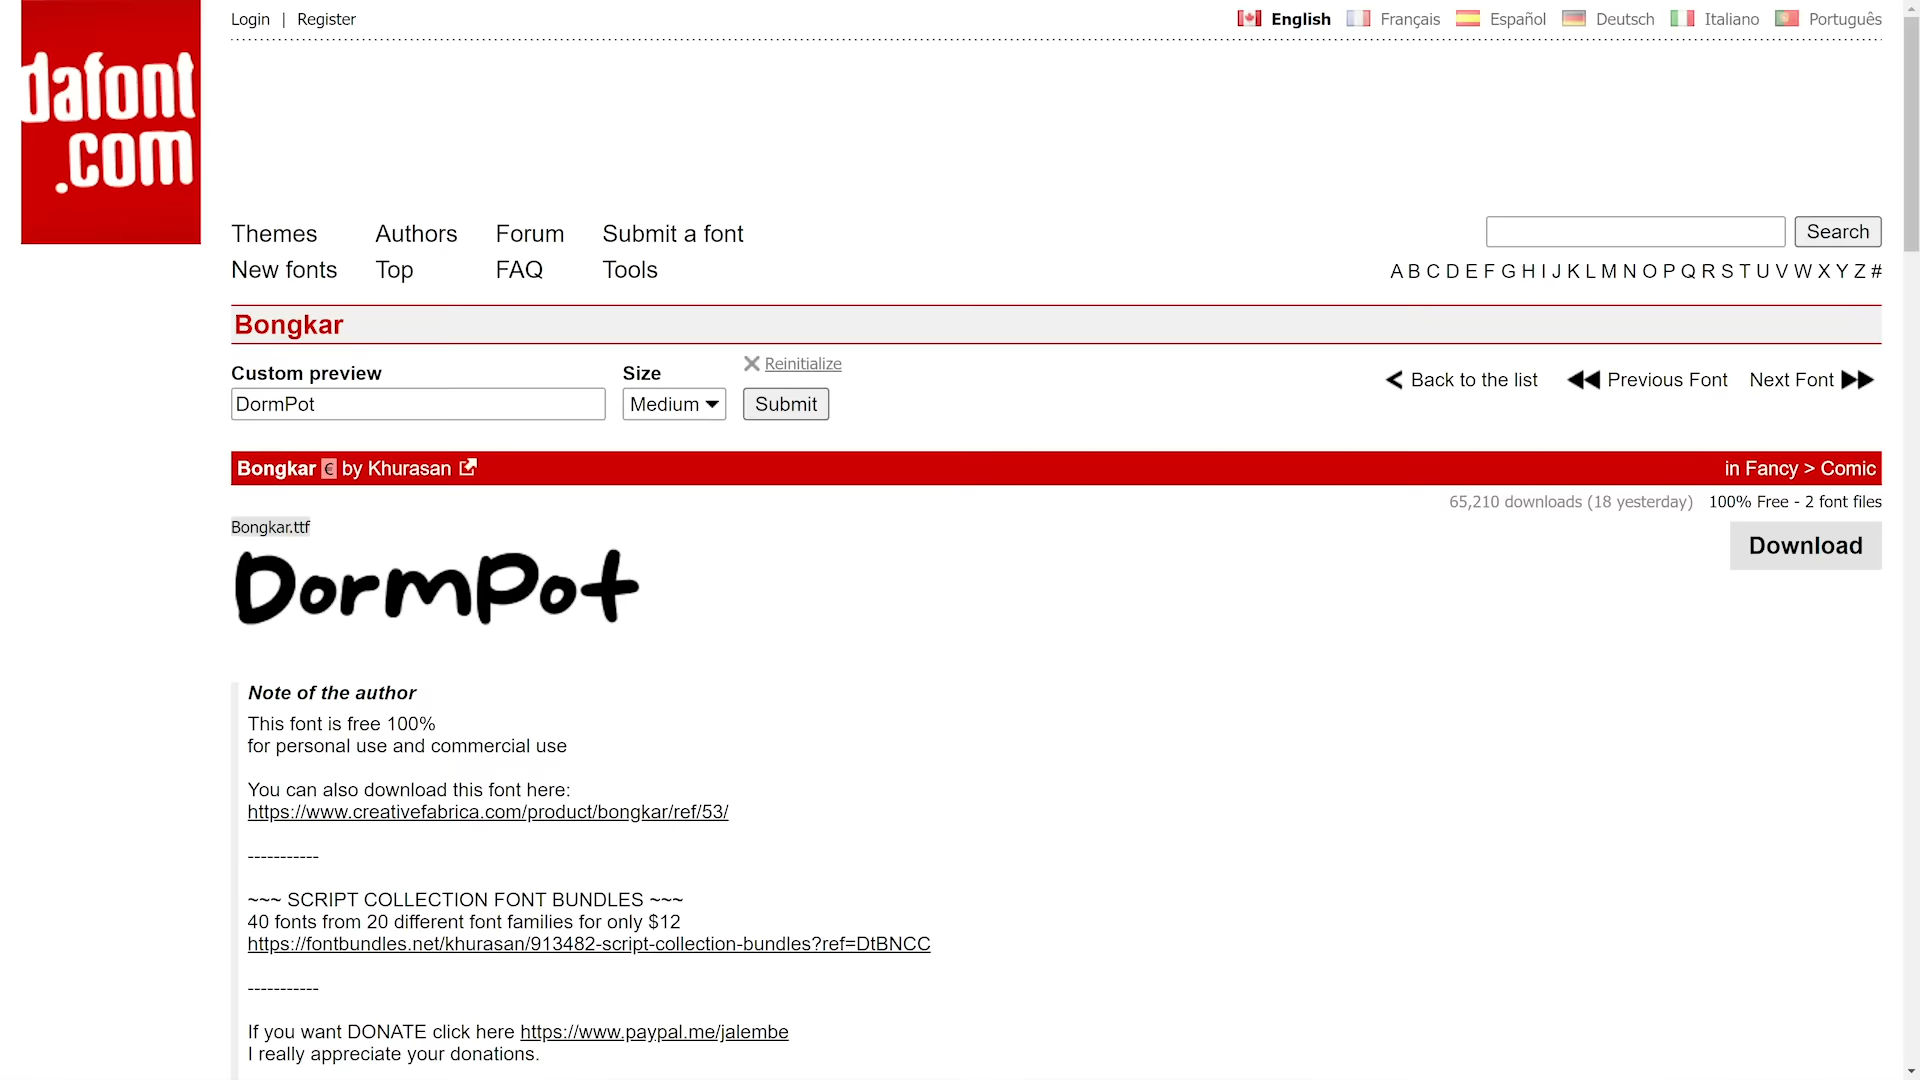 dafont
.com
Login | Register
English Français Español Deutsch Italiano Português
Themes Authors Forum Submit a font
New fonts Top FAQ Tools
Search
A B C D E F G H I J K L M N O P Q R S T U V W X Y Z #
Bongkar
Custom preview Size Reinitialize
DormPot Medium Submit
Back to the list Previous Font Next Font
Bongkar € by Khurasan in Fancy > Comic
65,210 downloads (18 yesterday) 100% Free - 2 font files
Bongkar.ttf
Download
DormPot
Note of the author
This font is free 100%
for personal use and commercial use
You can also download this font here:
https://www.creativefabrica.com/product/bongkar/ref/53/
-----------
~~~ SCRIPT COLLECTION FONT BUNDLES ~~~
40 fonts from 20 different font families for only $12
https://fontbundles.net/khurasan/913482-script-collection-bundles?ref=DtBNCC
-----------
If you want DONATE click here https://www.paypal.me/jalembe
I really appreciate your donations.